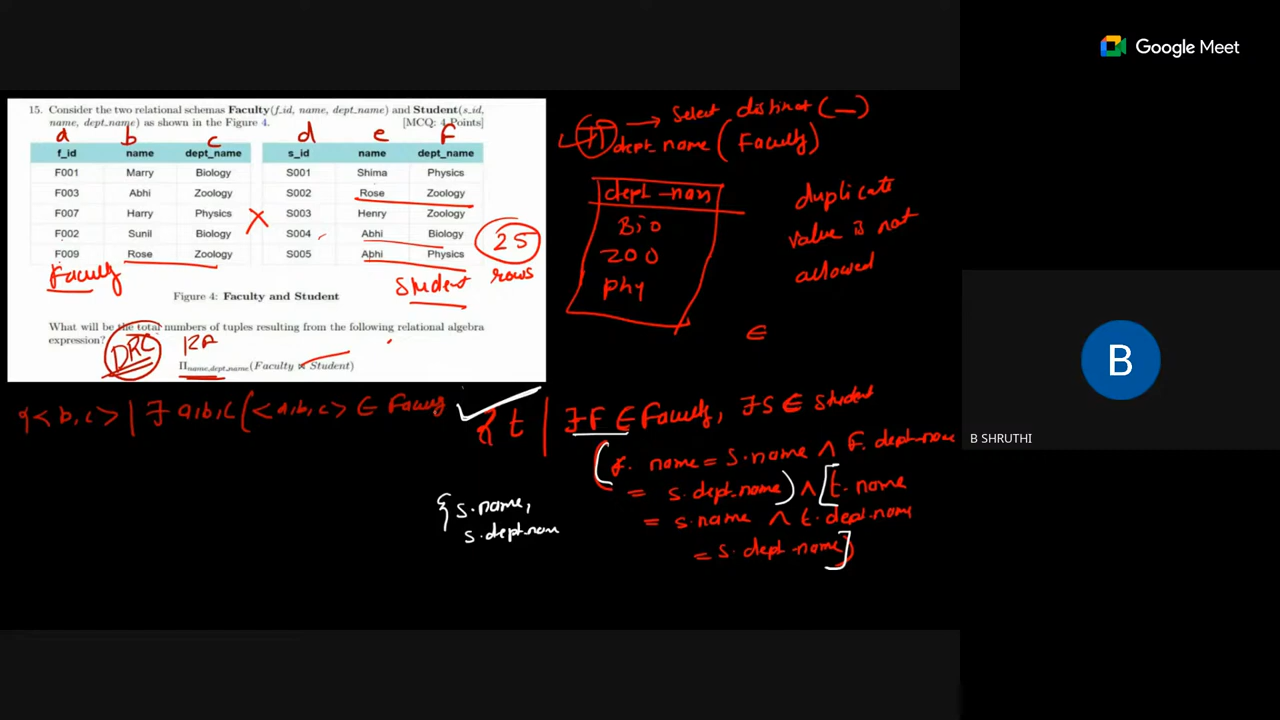 Google Meet
15. Consider the two relational schemas Faculty(f_id, name, dept_name) and Student(s_id,
name, dept_name) as shown in the Figure 4. [MCQ: 4 Points]
a b c d e F
f_id name dept_name s_id name dept_name
F001 Marry Biology S001 Shima Physics
F003 Abhi Zoology S002 Rose Zoology
F007 Harry Physics X S003 Henry Zoology
F002 Sunil Biology S004 Abhi Biology
F009 Rose Zoology S005 Abhi Physics
25
rows
Faculty
Student
Figure 4: Faculty and Student
What will be the total numbers of tuples resulting from the following relational algebra
expression?
DRC RA
Π name,dept_name (Faculty ⋈ Student)
Π → Select distinct (_)
dept_name (Faculty)
dept_nam
Bio
zoo
phy
duplicate
value is not
allowed
∈
{<b,c> | ∃ a,b,c (<a,b,c> ∈ Faculty
{ t | ∃F ∈ Faculty, ∃S ∈ Student
(f. name = s.name ∧ F. dept_name
= s.dept_name) ∧ [t. name
= s.name ∧ t.dept_name
= s.dept_name])
{ s.name,
s.dept_nam
B
B SHRUTHI